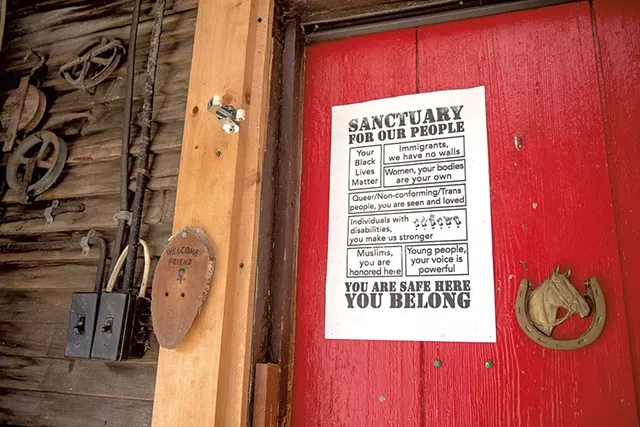 SANCTUARY
FOR OUR PEOPLE
Your
Black
Lives
Matter
Immigrants,
we have no walls
Women, your bodies
are your own
Queer/Non-conforming/Trans
people, you are seen and loved
Individuals with
disabilities,
you make us stronger
Muslims,
you are
honored here
Young people,
your voice is
powerful
YOU ARE SAFE HERE
YOU BELONG
WELCOME
FRIEND